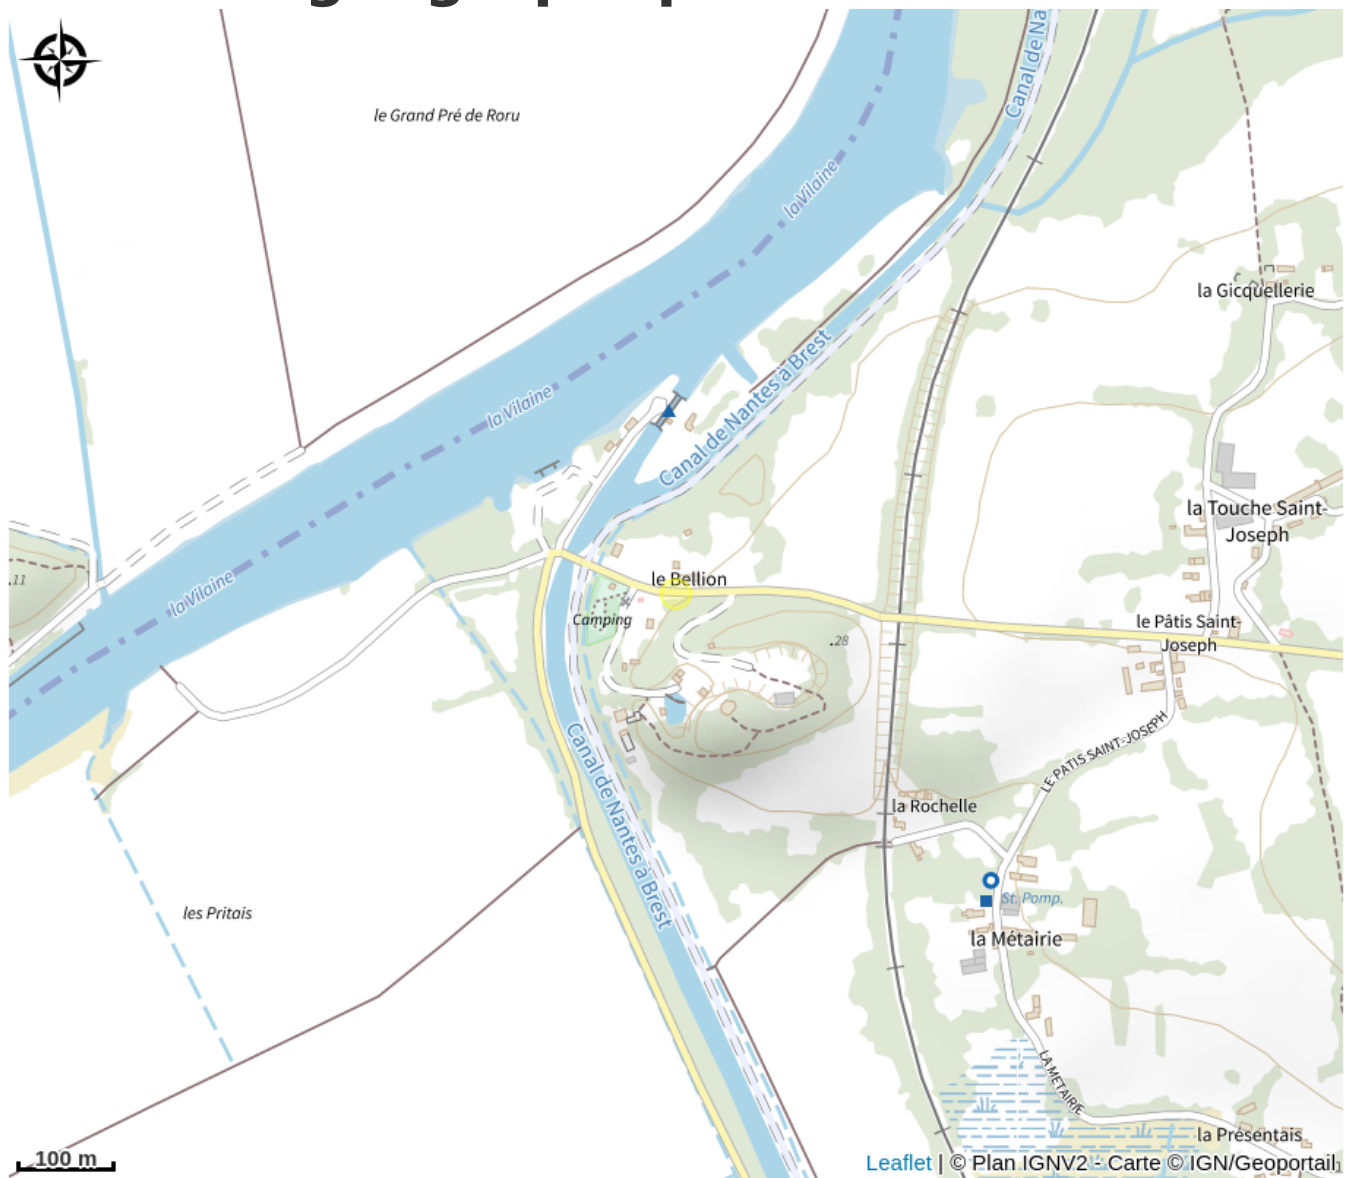 Canal de Na
le Grand Pré de Roru
la Vilaine
la Gicquellerie
Canal de Nantes à Brest
la Vilaine
la Touche Saint-
Joseph
11
la Vilaine
le Bellion
Camping
le Pâtis Saint-
Joseph
28
LE PATIS SAINT-JOSEPH
Canal de Nantes à Brest
la Rochelle
St. Pomp.
les Pritais
la Métairie
LA METAIRIE
la Présentais
100 m
Leaflet | © Plan IGNV2 - Carte © IGN/Geoportail